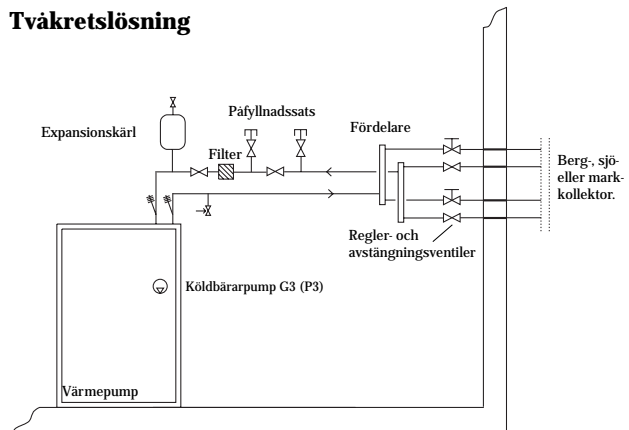 Tvåkretslösning
Expansionskärl
Påfyllnadssats
Filter
Fördelare
Berg-, sjö-
eller mark-
kollektor.
Regler- och
avstängningsventiler
Köldbärarpump G3 (P3)
Värmepump